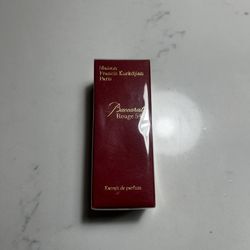 Maison
Francis Kurkdjian
Paris
Baccarat
Rouge 540
Extrait de parfum